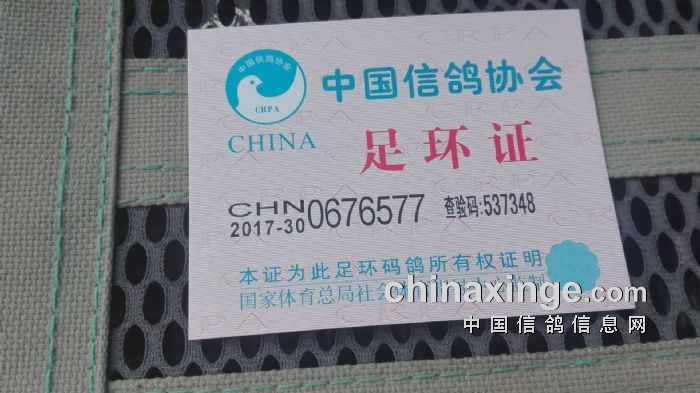 中国信鸽协会
CRPA
CHINA
中国信鸽协会
足环证
CHN
2017-30
0676577
查验码:537348
本证为此足环码鸽所有权证明
国家体育总局社会
制
chinaxinge.com
中国信鸽信息网